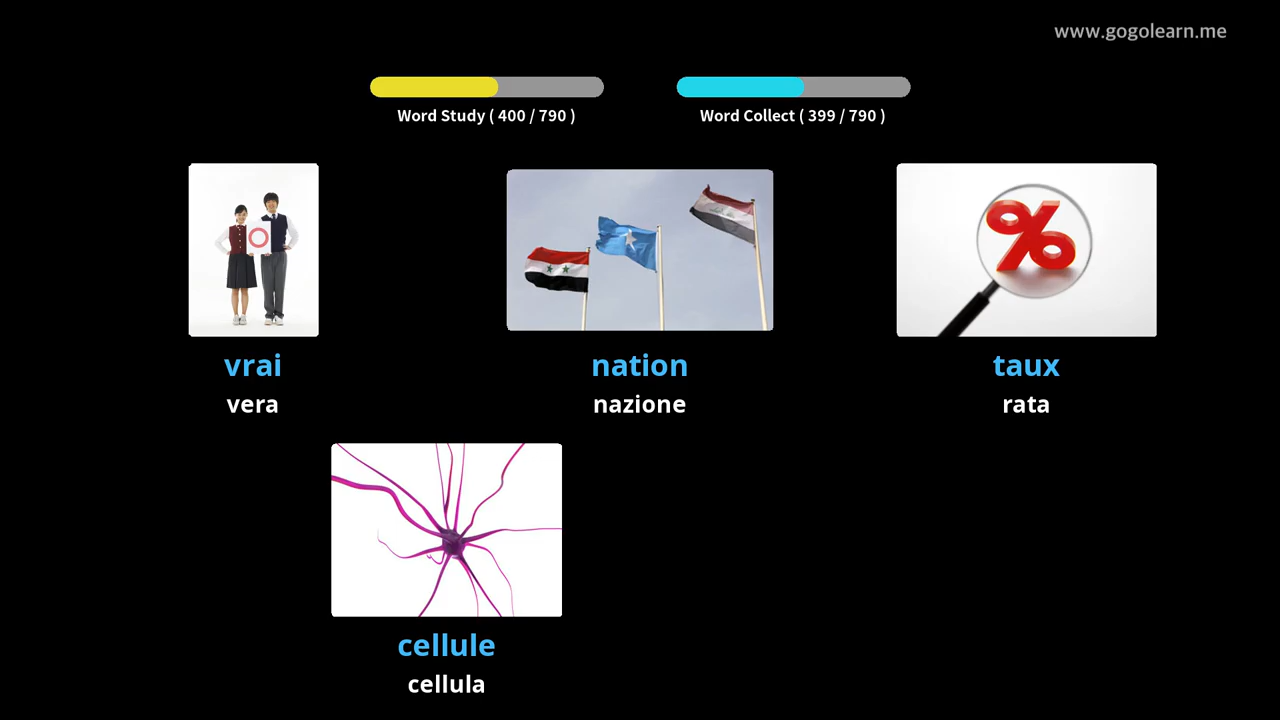 www.gogolearn.me
Word Study ( 400 / 790 )
Word Collect ( 399 / 790 )
vrai
vera
nation
nazione
%
taux
rata
cellule
cellula